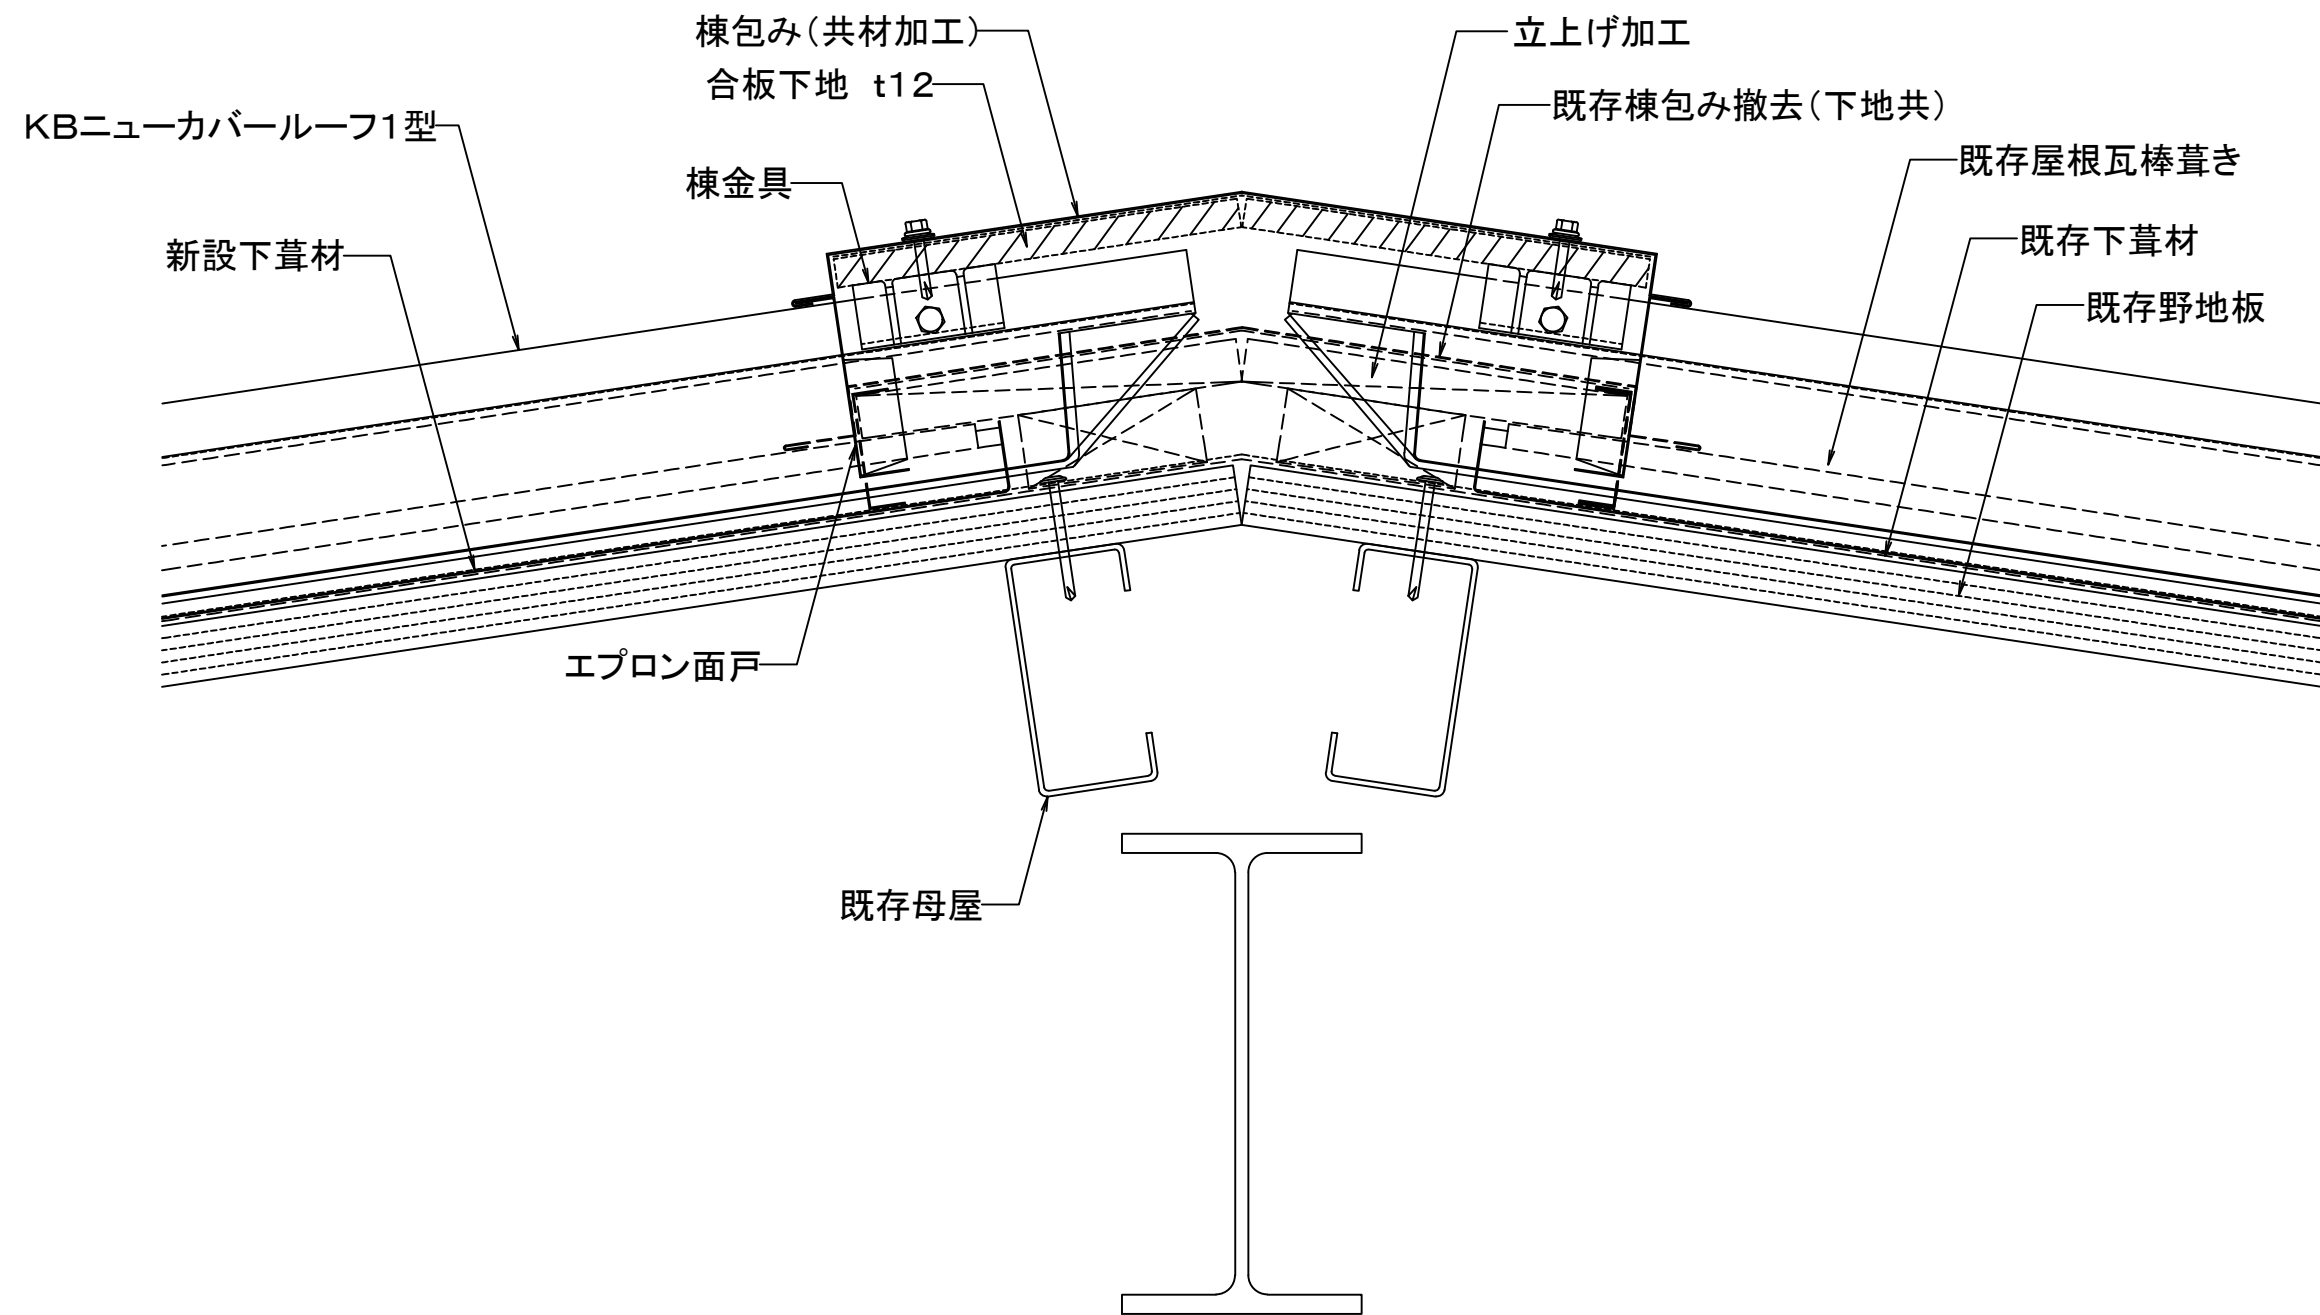 棟包み(共材加工)
合板下地 t12
KBニューカバールーフ1型
棟金具
新設下葺材
立上げ加工
既存棟包み撤去(下地共)
既存屋根瓦棒葺き
既存下葺材
既存野地板
エプロン面戸
既存母屋